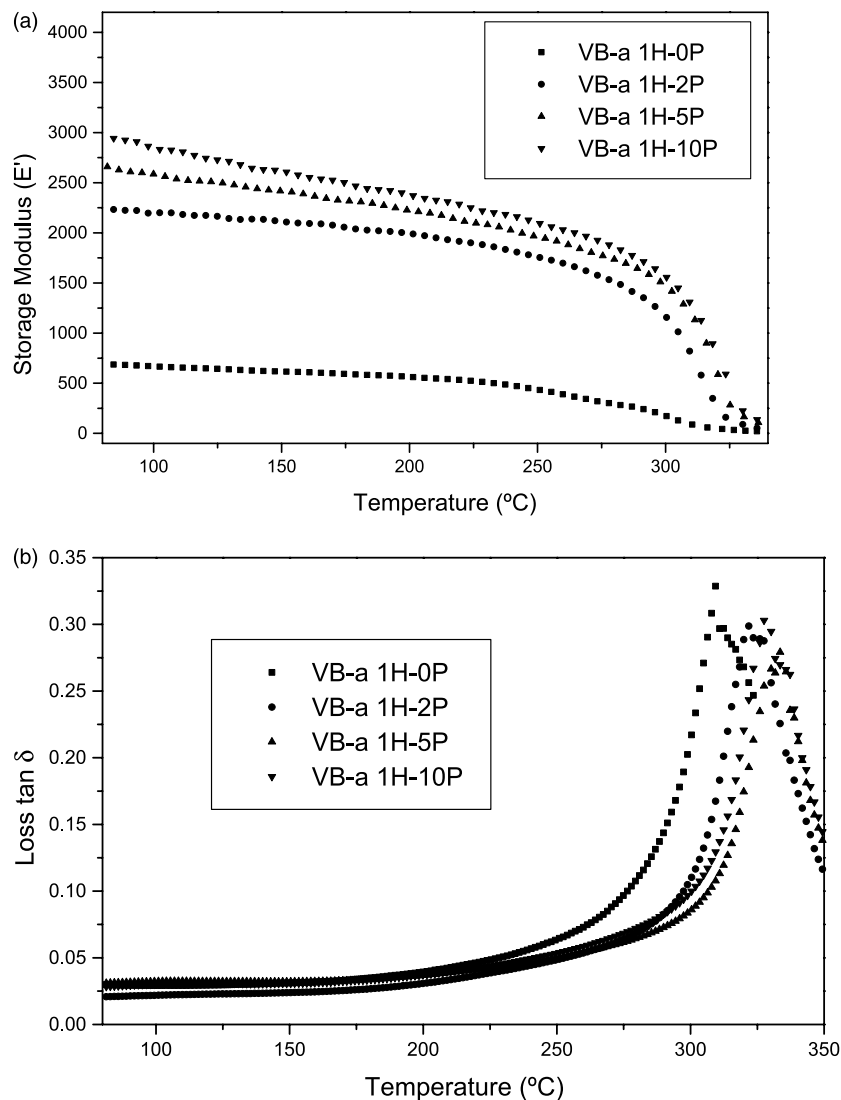 (a)
4000
3500
3000
2500
2000
1500
1000
500
0
Storage Modulus (E')
VB-a 1H-0P
VB-a 1H-2P
VB-a 1H-5P
VB-a 1H-10P
100
150
200
250
300
Temperature (ºC)
(b)
0.35
0.30
0.25
0.20
0.15
0.10
0.05
0.00
Loss tan δ
VB-a 1H-0P
VB-a 1H-2P
VB-a 1H-5P
VB-a 1H-10P
100
150
200
250
300
350
Temperature (ºC)